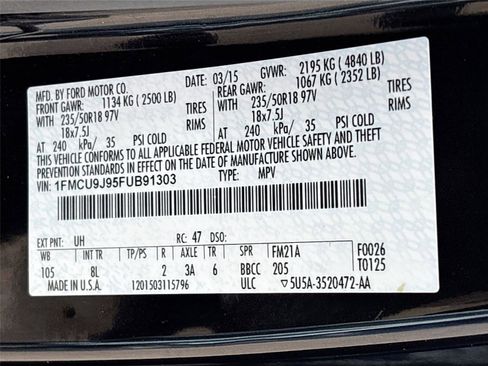 MFD. BY FORD MOTOR CO.
03/15 GVWR: 2195 KG ( 4840 LB)
FRONT GAWR: 1134 KG ( 2500 LB) REAR GAWR: 1067 KG ( 2352 LB)
WITH TIRES WITH TIRES
235/50R18 97V 235/50R18 97V
18x7.5J RIMS 18x7.5J RIMS
AT 240 kPa/ 35 PSI COLD AT 240 kPa/ 35 PSI COLD
THIS VEHICLE CONFORMS TO ALL APPLICABLE FEDERAL MOTOR VEHICLE SAFETY AND THEFT
PREVENTION STANDARDS IN EFFECT ON THE DATE OF MANUFACTURE SHOWN ABOVE.
VIN: 1FMCU9J95FUB91303 TYPE: MPV
EXT PNT: UH RC: 47 DSO:
WB TP/PS R AXLE TR SPR FM21A F0026
105 8L 2 3A 6 BBCC 205 T0125
MADE IN U.S.A. 1201503115796 ULC ▽5U5A-3520472-AA